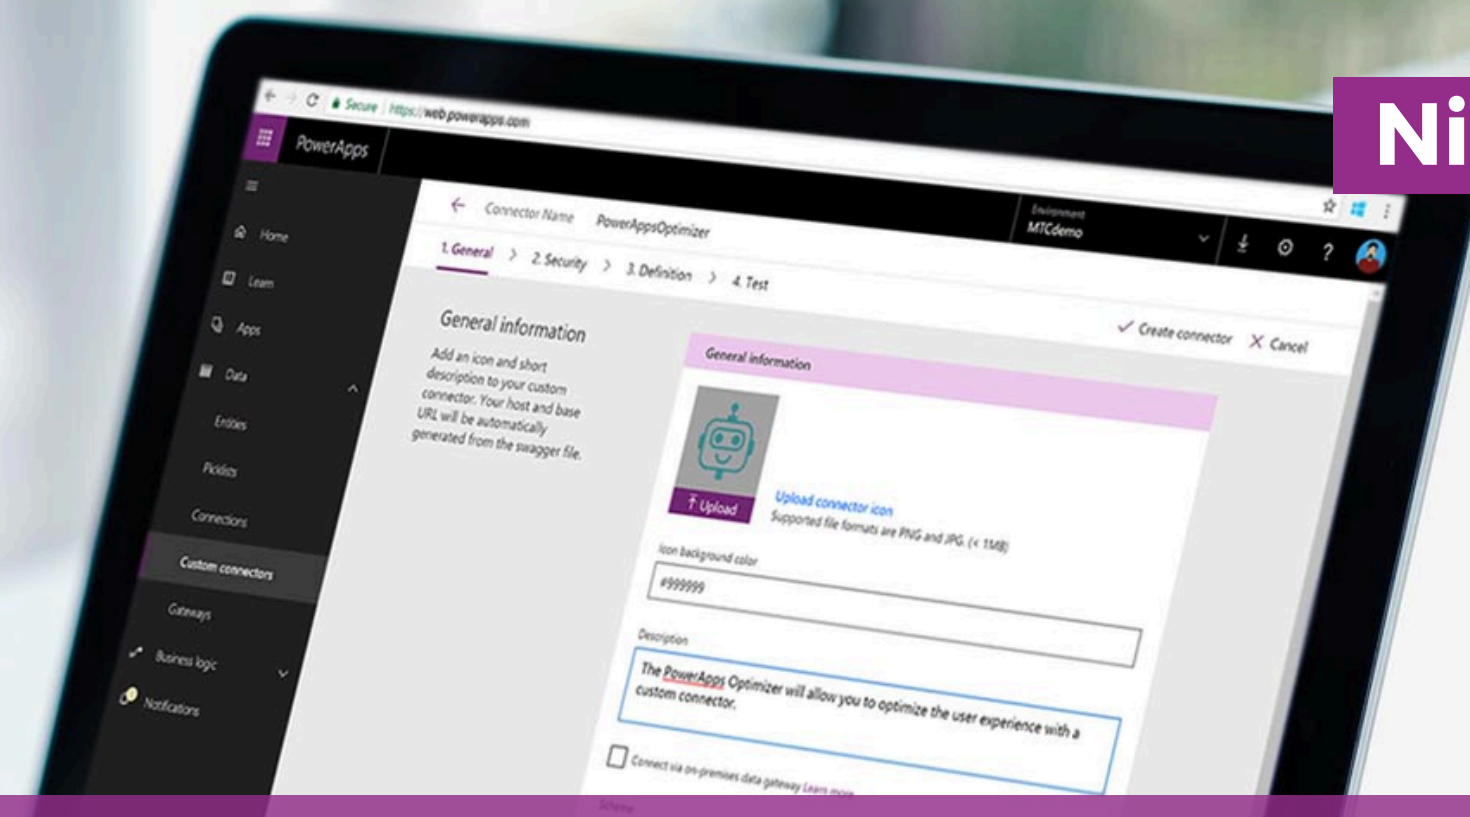 Ni
Secure https://web.powerapps.com
PowerApps
Environment
MTCdemo
?
Connector Name PowerAppsOptimizer
1. General > 2. Security > 3. Definition > 4. Test
Create connector Cancel
Home
Learn
Apps
Data
Entities
Picklists
Connections
Custom connectors
Gateways
Business logic
Notifications
General information
Add an icon and short
description to your custom
connector. Your host and base
URL will be automatically
generated from the swagger file.
General information
Upload
Upload connector icon
Supported file formats are PNG and JPG. (< 1MB)
Icon background color
#999999
Description
The PowerApps Optimizer will allow you to optimize the user experience with a
custom connector.
Connect via on-premises data gateway Learn more
Scheme